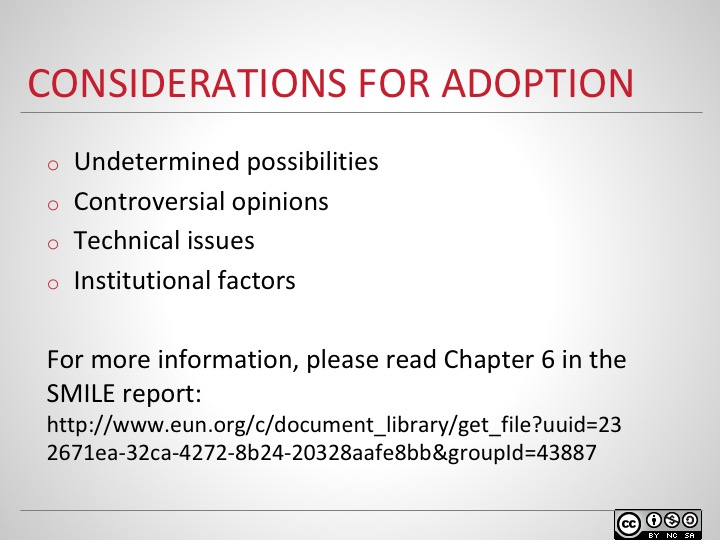 CONSIDERATIONS FOR ADOPTION
o Undetermined possibilities
o Controversial opinions
o Technical issues
o Institutional factors
For more information, please read Chapter 6 in the
SMILE report:
http://www.eun.org/c/document_library/get_file?uuid=23
2671ea-32ca-4272-8b24-20328aafe8bb&groupId=43887
cc
BY NC SA